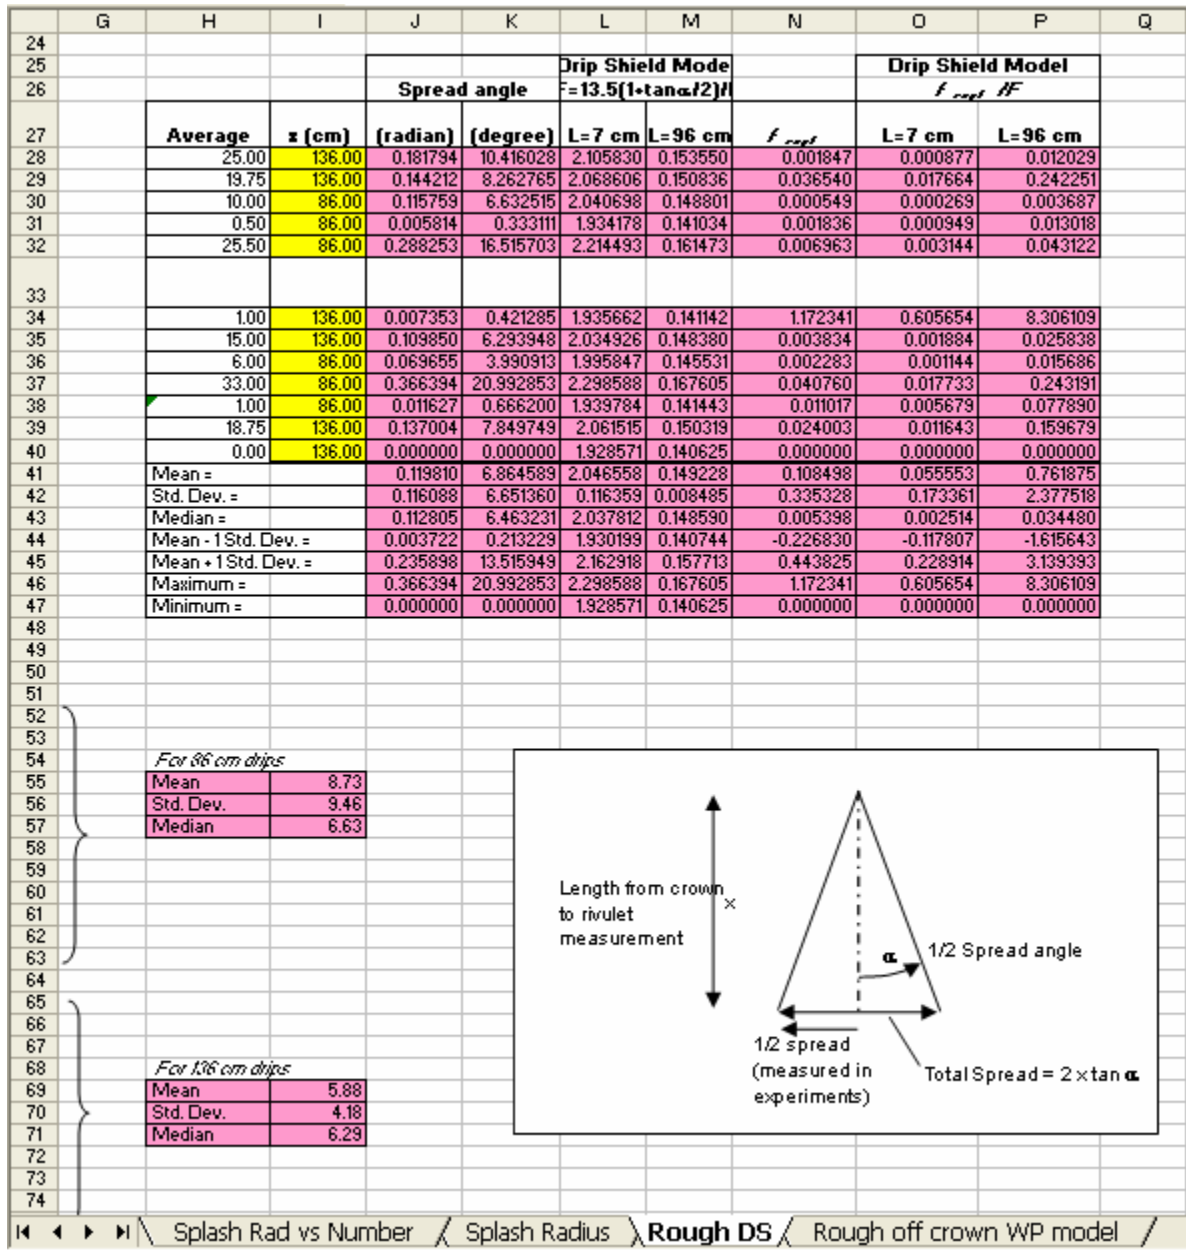 G H I J K L M N O P Q
24
25 Drip Shield Mode Drip Shield Model
26 Spread angle F=13.5(1+tanα/2)/l f expt /F
27 Average x (cm) (radian) (degree) L=7 cm L=96 cm f expt L=7 cm L=96 cm
28 25.00 136.00 0.181794 10.416028 2.105830 0.153550 0.001847 0.000877 0.012029
29 19.75 136.00 0.144212 8.262765 2.068606 0.150836 0.036540 0.017664 0.242251
30 10.00 86.00 0.115759 6.632515 2.040698 0.148801 0.000549 0.000269 0.003687
31 0.50 86.00 0.005814 0.333111 1.934178 0.141034 0.001836 0.000949 0.013018
32 25.50 86.00 0.288253 16.515703 2.214493 0.161473 0.006963 0.003144 0.043122
33
34 1.00 136.00 0.007353 0.421285 1.935662 0.141142 1.172341 0.605654 8.306109
35 15.00 136.00 0.109850 6.293948 2.034926 0.148380 0.003834 0.001884 0.025838
36 6.00 86.00 0.069655 3.990913 1.995847 0.145531 0.002283 0.001144 0.015686
37 33.00 86.00 0.366394 20.992853 2.298588 0.167605 0.040760 0.017733 0.243191
38 1.00 86.00 0.011627 0.666200 1.939784 0.141443 0.011017 0.005679 0.077890
39 18.75 136.00 0.137004 7.849749 2.061515 0.150319 0.024003 0.011643 0.159679
40 0.00 136.00 0.000000 0.000000 1.928571 0.140625 0.000000 0.000000 0.000000
41 Mean = 0.119810 6.864589 2.046558 0.149228 0.108498 0.055553 0.761875
42 Std. Dev. = 0.116088 6.651360 0.116359 0.008485 0.335328 0.173361 2.377518
43 Median = 0.112805 6.463231 2.037812 0.148590 0.005398 0.002514 0.034480
44 Mean - 1 Std. Dev. = 0.003722 0.213229 1.930199 0.140744 -0.226830 -0.117807 -1.615643
45 Mean + 1 Std. Dev. = 0.235898 13.515949 2.162918 0.157713 0.443825 0.228914 3.139393
46 Maximum = 0.366394 20.992853 2.298588 0.167605 1.172341 0.605654 8.306109
47 Minimum = 0.000000 0.000000 1.928571 0.140625 0.000000 0.000000 0.000000
48
49
50
51
52
53
54 For 86 cm drips
55 Mean 8.73
56 Std. Dev. 9.46
57 Median 6.63
58
59
60
61
62
63
64
65
66
67
68 For 136 cm drips
69 Mean 5.88
70 Std. Dev. 4.18
71 Median 6.29
72
73
74
Length from crown
to rivulet
measurement
x
α
1/2 Spread angle
1/2 spread
(measured in
experiments)
Total Spread = 2 x tan α
Splash Rad vs Number Splash Radius Rough DS Rough off crown WP model